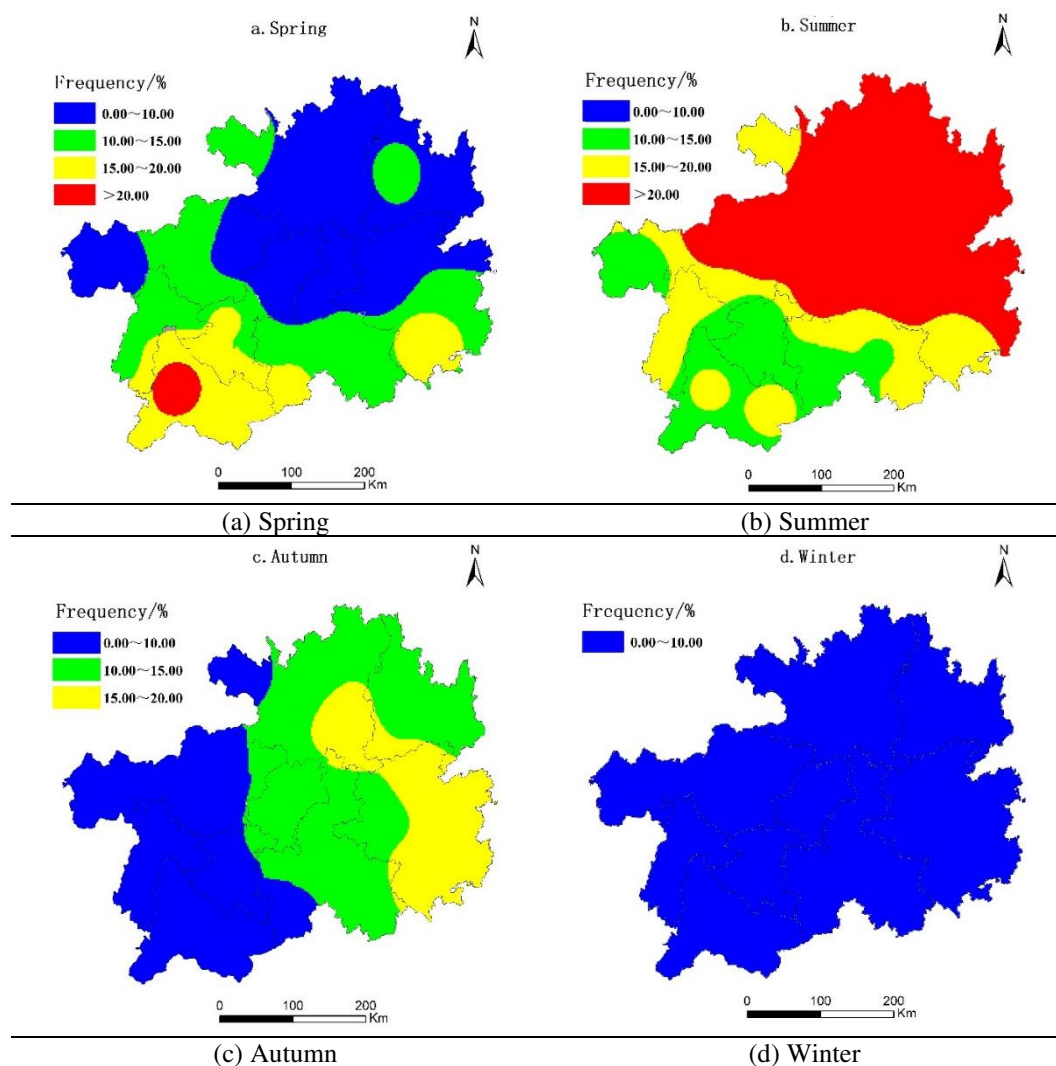 a.Spring
N
Frequency/%
0.00～10.00
10.00～15.00
15.00～20.00
＞20.00
0 100 200
Km
(a) Spring
b.Summer
N
Frequency/%
0.00～10.00
10.00～15.00
15.00～20.00
＞20.00
0 100 200
Km
(b) Summer
c.Autumn
N
Frequency/%
0.00～10.00
10.00～15.00
15.00～20.00
0 100 200
Km
(c) Autumn
d.Winter
N
Frequency/%
0.00～10.00
0 100 200
Km
(d) Winter